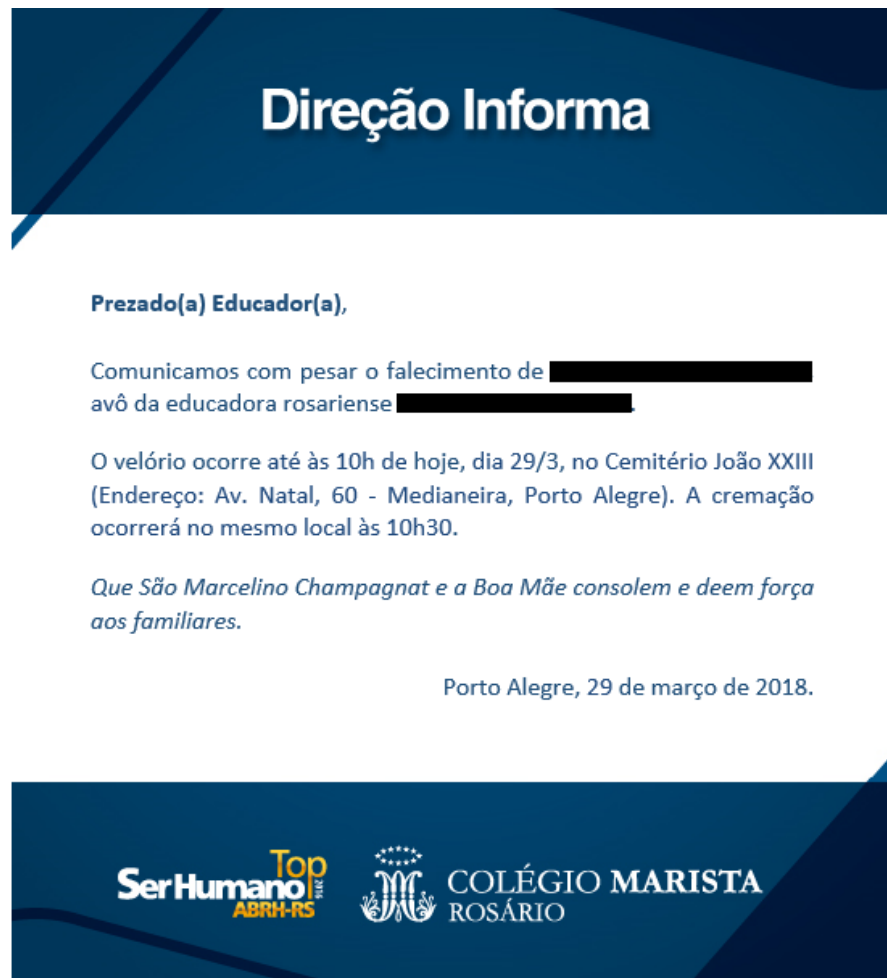 Direção Informa
Prezado(a) Educador(a),
Comunicamos com pesar o falecimento de
avô da educadora rosariense
O velório ocorre até às 10h de hoje, dia 29/3, no Cemitério João XXIII
(Endereço: Av. Natal, 60 - Medianeira, Porto Alegre). A cremação
ocorrerá no mesmo local às 10h30.
Que São Marcelino Champagnat e a Boa Mãe consolem e deem força
aos familiares.
Porto Alegre, 29 de março de 2018.
Top
SerHumano 2016
ABRH-RS
COLÉGIO MARISTA
ROSÁRIO